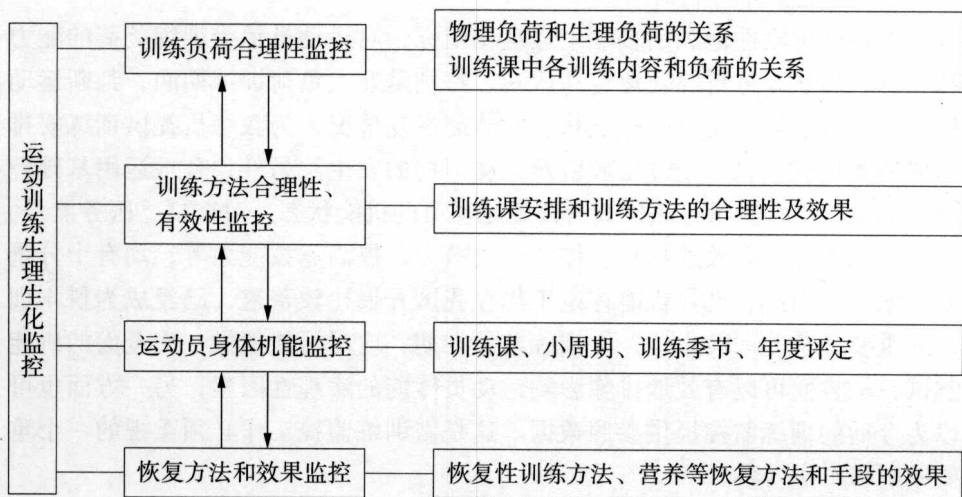 运动训练生理生化监控
训练负荷合理性监控
物理负荷和生理负荷的关系
训练课中各训练内容和负荷的关系
训练方法合理性、
有效性监控
训练课安排和训练方法的合理性及效果
运动员身体机能监控
训练课、小周期、训练季节、年度评定
恢复方法和效果监控
恢复性训练方法、营养等恢复方法和手段的效果